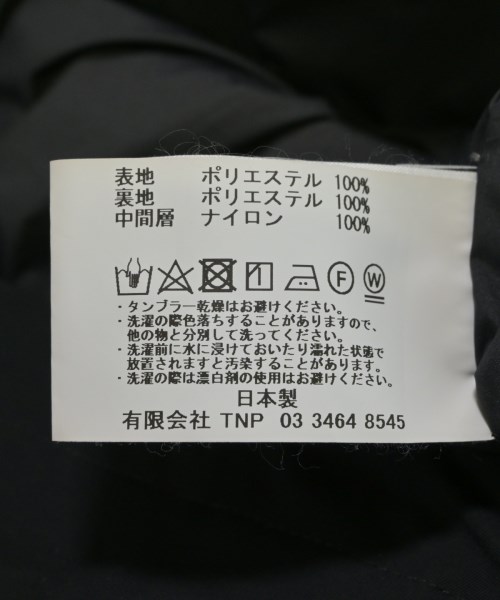 表地 ポリエステル 100%
裏地 ポリエステル 100%
中間層 ナイロン 100%
F W
・タンブラー乾燥はお避けください。
・洗濯の際色落ちすることがありますので、
他の物と分別して洗ってください。
・洗濯前に水に浸けておいたり濡れた状態で
放置されますと汚染することがあります。
・洗濯の際は漂白剤の使用はお避けください。
日本製
有限会社 TNP 03 3464 8545